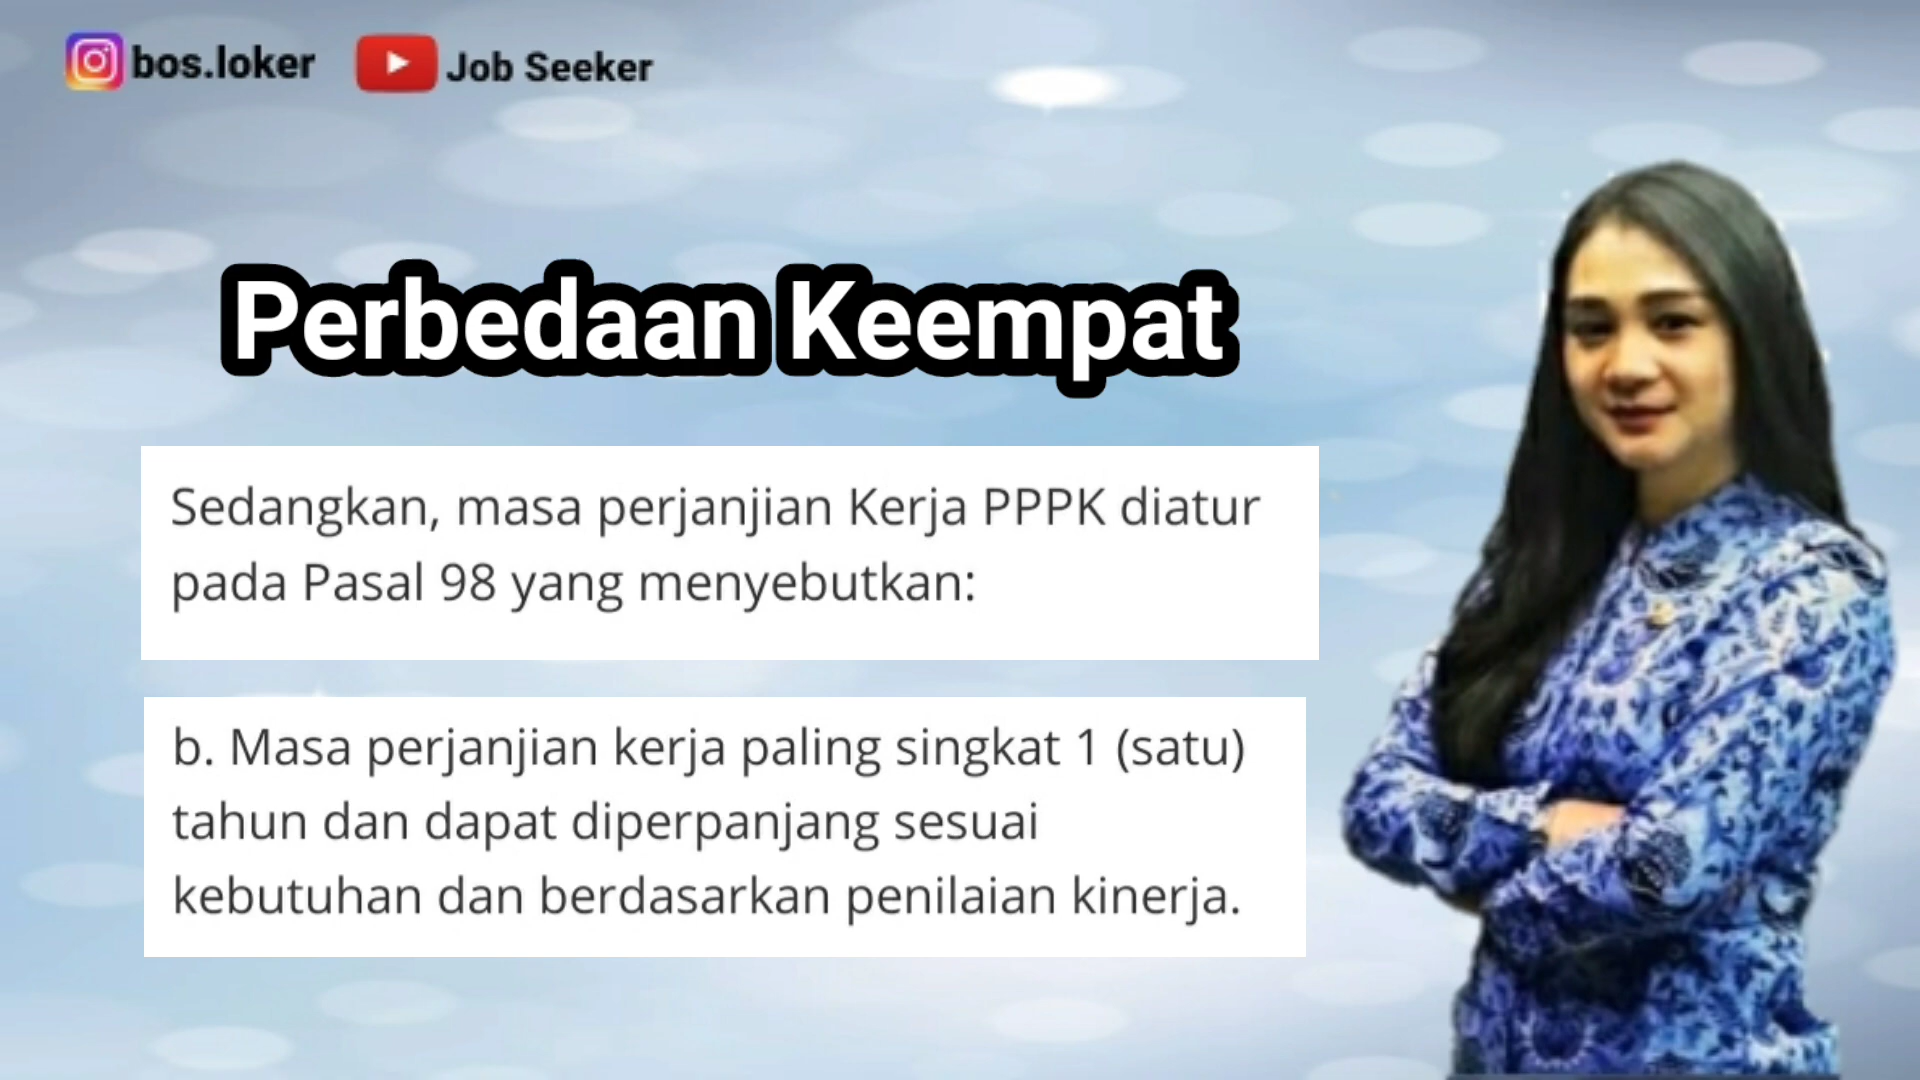 bos.loker
Job Seeker
Perbedaan Keempat
Sedangkan, masa perjanjian Kerja PPPK diatur
pada Pasal 98 yang menyebutkan:
b. Masa perjanjian kerja paling singkat 1 (satu)
tahun dan dapat diperpanjang sesuai
kebutuhan dan berdasarkan penilaian kinerja.